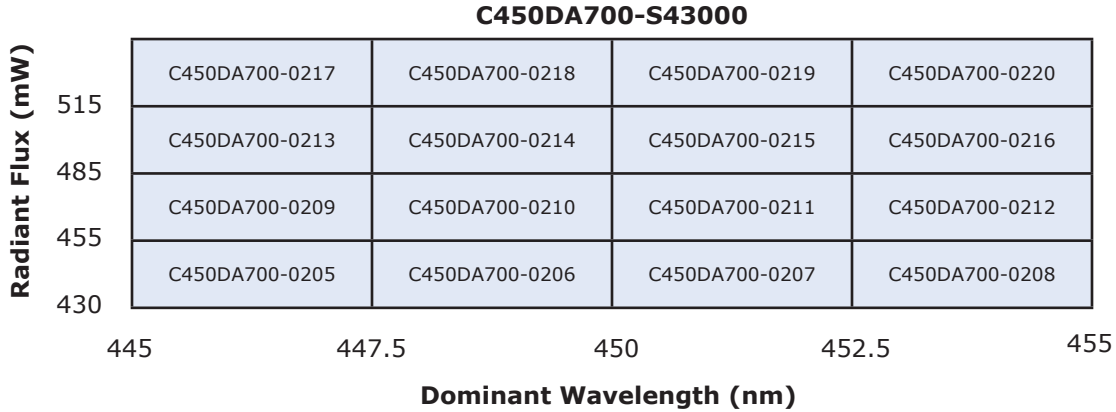 C450DA700-S43000
Radiant Flux (mW)
C450DA700-0217 C450DA700-0218 C450DA700-0219 C450DA700-0220
515
C450DA700-0213 C450DA700-0214 C450DA700-0215 C450DA700-0216
485
C450DA700-0209 C450DA700-0210 C450DA700-0211 C450DA700-0212
455
C450DA700-0205 C450DA700-0206 C450DA700-0207 C450DA700-0208
430
445 447.5 450 452.5 455
Dominant Wavelength (nm)